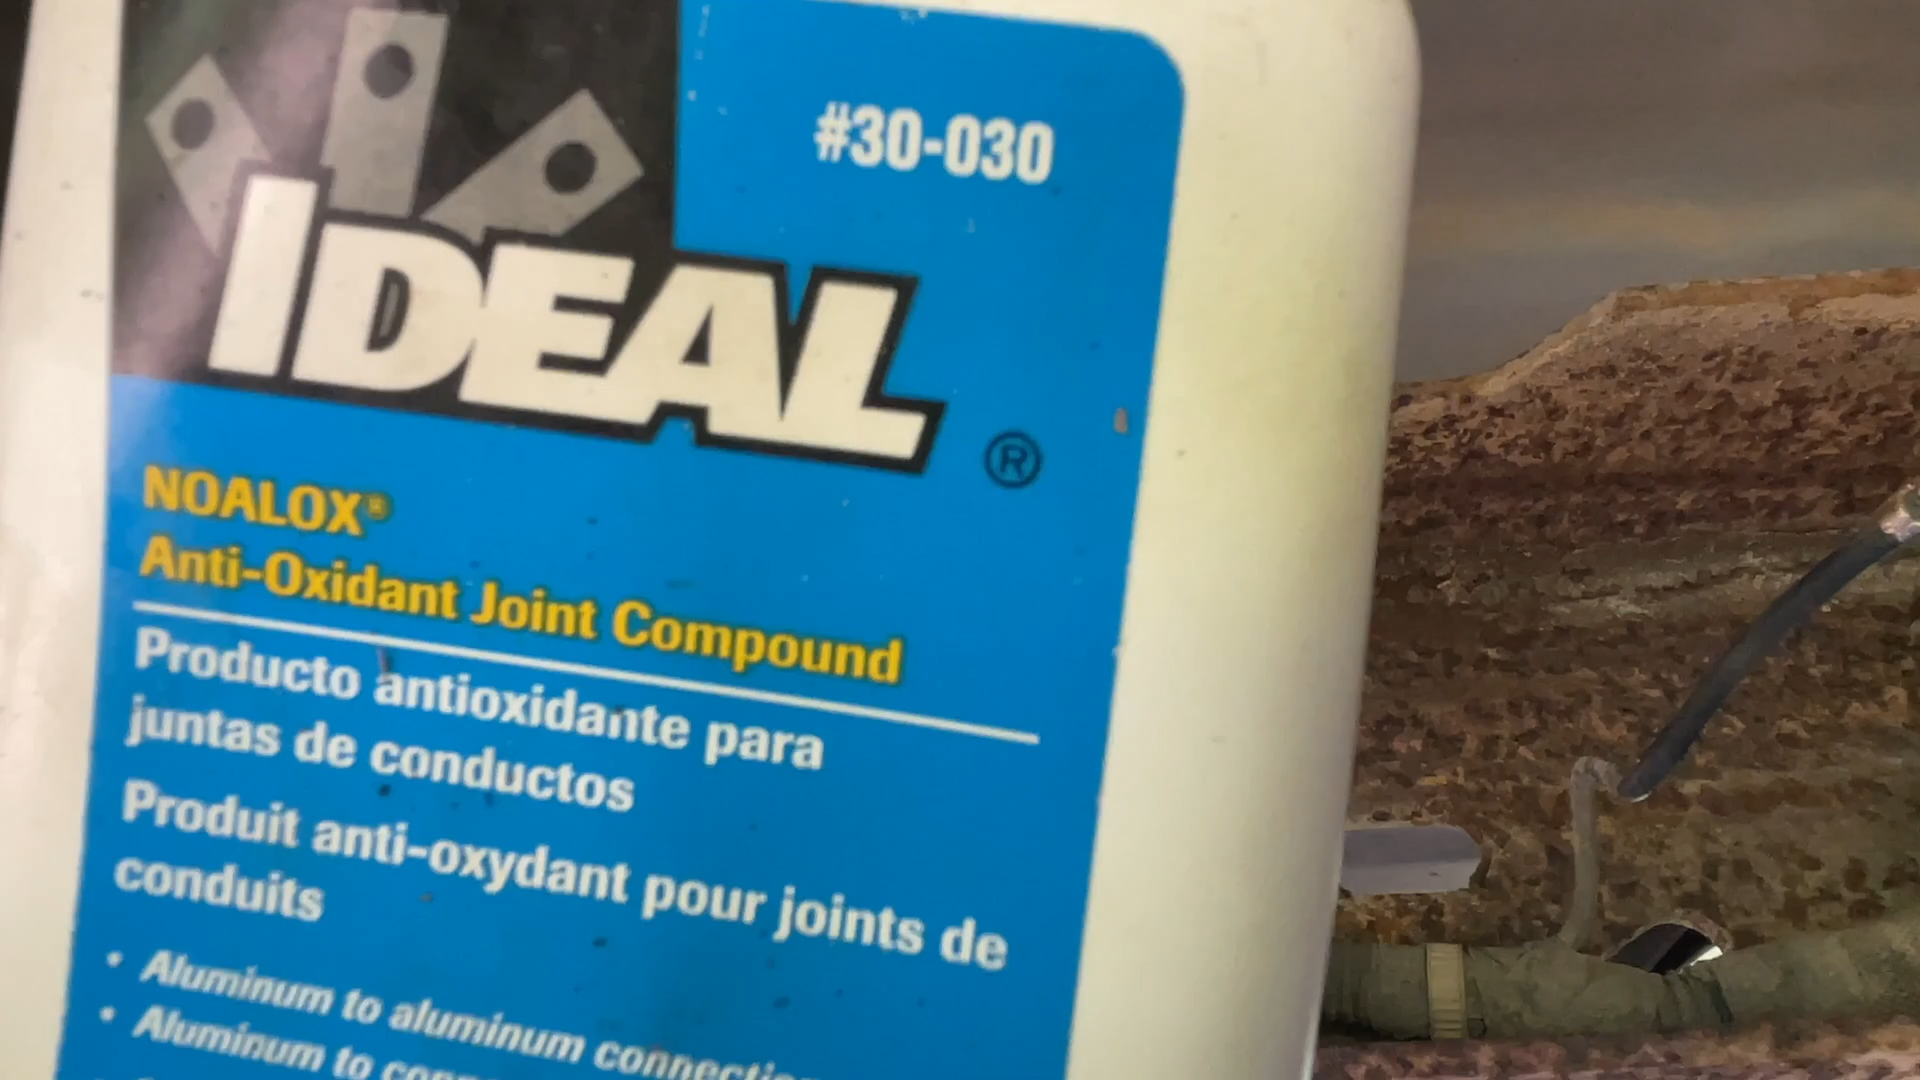 #30-030
IDEAL®
NOALOX®
Anti-Oxidant Joint Compound
Producto antioxidante para
juntas de conductos
Produit anti-oxydant pour joints de
conduits
• Aluminum to aluminum
• Aluminum to